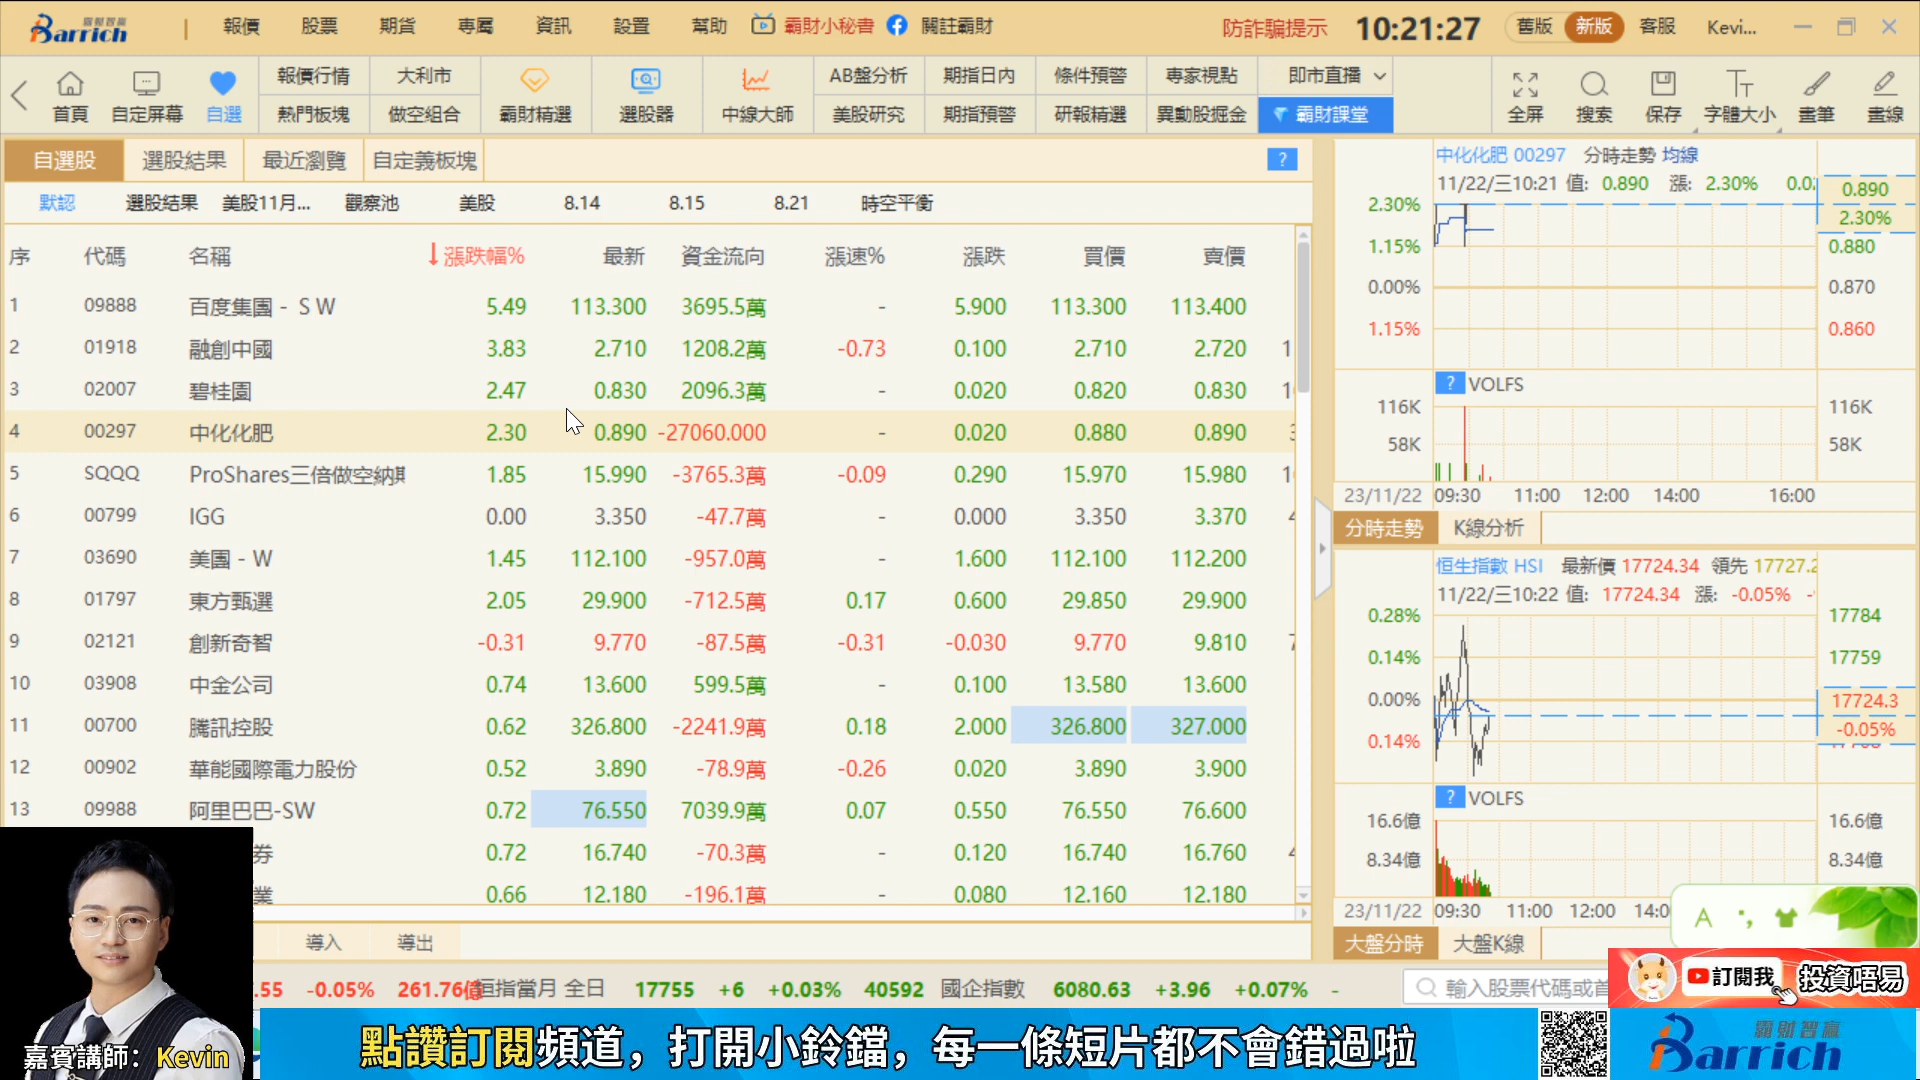 霸財智贏
Barrich
報價 股票 期貨 專屬 資訊 設置 幫助 霸財小秘書 關註霸財
防詐騙提示 10:21:27 舊版 新版 客服 Kevi...
首頁 自定屏幕 自選
報價行情 大利市 霸財精選 選股器 中線大師 AB盤分析 期指日內 條件預警 專家視點 即市直播
熱門板塊 做空組合 美股研究 期指預警 研報精選 異動股掘金 霸財課堂
全屏 搜索 保存 字體大小 畫筆 畫線
自選股 選股結果 最近瀏覽 自定義板塊 ?
默認 選股結果 美股11月... 觀察池 美股 8.14 8.15 8.21 時空平衡
序 代碼 名稱 漲跌幅% 最新 資金流向 漲速% 漲跌 買價 賣價
1 09888 百度集團 - S W 5.49 113.300 3695.5萬 - 5.900 113.300 113.400
2 01918 融創中國 3.83 2.710 1208.2萬 -0.73 0.100 2.710 2.720 1
3 02007 碧桂園 2.47 0.830 2096.3萬 - 0.020 0.820 0.830
4 00297 中化化肥 2.30 0.890 -27060.000 - 0.020 0.880 0.890
5 SQQQ ProShares三倍做空納 1.85 15.990 -3765.3萬 -0.09 0.290 15.970 15.980
6 00799 IGG 0.00 3.350 -47.7萬 - 0.000 3.350 3.370
7 03690 美團 - W 1.45 112.100 -957.0萬 - 1.600 112.100 112.200
8 01797 東方甄選 2.05 29.900 -712.5萬 0.17 0.600 29.850 29.900
9 02121 創新奇智 -0.31 9.770 -87.5萬 -0.31 -0.030 9.770 9.810
10 03908 中金公司 0.74 13.600 599.5萬 - 0.100 13.580 13.600
11 00700 騰訊控股 0.62 326.800 -2241.9萬 0.18 2.000 326.800 327.000
12 00902 華能國際電力股份 0.52 3.890 -78.9萬 -0.26 0.020 3.890 3.900
13 09988 阿里巴巴-SW 0.72 76.550 7039.9萬 0.07 0.550 76.550 76.600
券 0.72 16.740 -70.3萬 - 0.120 16.740 16.760
業 0.66 12.180 -196.1萬 - 0.080 12.160 12.180
導入 導出
.55 -0.05% 261.76億 恒指當月 全日 17755 +6 +0.03% 40592 國企指數 6080.63 +3.96 +0.07% -
輸入股票代碼或首
中化化肥 00297 分時走勢 均線
11/22/三10:21 值: 0.890 漲: 2.30% 0.0
0.890
2.30%
2.30%
1.15% 0.880
0.00% 0.870
1.15% 0.860
? VOLFS
116K 116K
58K 58K
23/11/22 09:30 11:00 12:00 14:00 16:00
分時走勢 K線分析
恒生指數 HSI 最新價 17724.34 領先 17727.2
11/22/三10:22 值: 17724.34 漲: -0.05%
0.28% 17784
0.14% 17759
0.00% 17724.3
-0.05%
0.14%
? VOLFS
16.6億 16.6億
8.34億 8.34億
23/11/22 09:30 11:00 12:00 14:0
大盤分時 大盤K線
A
訂閱我 投資唔易
嘉賓講師：Kevin
點讚訂閱頻道，打開小鈴鐺，每一條短片都不會錯過啦
霸財智贏
Barrich